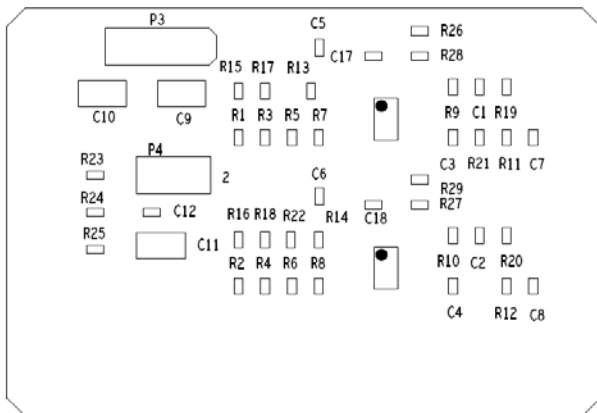 P3
C5
R26
C17
R28
R15 R17 R13
C10
C9
R9 C1 R19
R1 R3 R5 R7
P4
R23
2
C3 R21 R11 C7
C6
R29
R24
C12
R27
R16 R18 R22 R14 C18
R25
C11
R2 R4 R6 R8
R10 C2 R20
C4 R12 C8